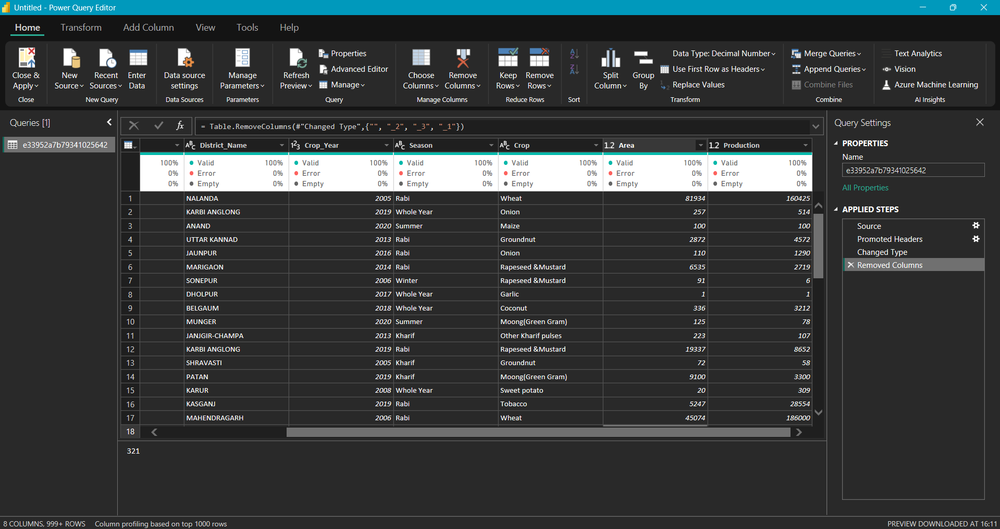 Untitled - Power Query Editor
Home Transform Add Column View Tools Help
Close & Apply
Close
New Source
Recent Sources
Enter Data
New Query
Data source settings
Data Sources
Manage Parameters
Parameters
Refresh Preview
Properties
Advanced Editor
Manage
Query
Choose Columns
Remove Columns
Manage Columns
Keep Rows
Remove Rows
Reduce Rows
Sort
Split Column
Group By
Data Type: Decimal Number
Use First Row as Headers
Replace Values
Transform
Merge Queries
Append Queries
Combine Files
Combine
Text Analytics
Vision
Azure Machine Learning
AI Insights
Queries [1]
e33952a7b79341025642
fx = Table.RemoveColumns(#"Changed Type",{"", "_2", "_3", "_1"})
ABC District_Name 123 Crop_Year ABC Season ABC Crop 1.2 Area 1.2 Production
100% Valid 100% Valid 100% Valid 100% Valid 100% Valid 100% Valid 100%
0% Error 0% Error 0% Error 0% Error 0% Error 0% Error 0%
0% Empty 0% Empty 0% Empty 0% Empty 0% Empty 0% Empty 0%
1 NALANDA 2005 Rabi Wheat 81934 160425
2 KARBI ANGLONG 2019 Whole Year Onion 257 514
3 ANAND 2020 Summer Maize 100 100
4 UTTAR KANNAD 2013 Rabi Groundnut 2872 4572
5 JAUNPUR 2016 Rabi Onion 110 1290
6 MARIGAON 2014 Rabi Rapeseed &Mustard 6535 2719
7 SONEPUR 2006 Winter Rapeseed &Mustard 91 6
8 DHOLPUR 2017 Whole Year Garlic 1 1
9 BELGAUM 2018 Whole Year Coconut 336 3212
10 MUNGER 2020 Summer Moong(Green Gram) 125 78
11 JANJGIR-CHAMPA 2013 Kharif Other Kharif pulses 223 107
12 KARBI ANGLONG 2019 Rabi Rapeseed &Mustard 19337 8652
13 SHRAVASTI 2005 Kharif Groundnut 72 58
14 PATAN 2019 Kharif Moong(Green Gram) 9100 3300
15 KARUR 2008 Whole Year Sweet potato 20 309
16 KASGANJ 2019 Rabi Tobacco 5247 28554
17 MAHENDRAGARH 2006 Rabi Wheat 45074 186000
18
321
Query Settings
PROPERTIES
Name
e33952a7b79341025642
All Properties
APPLIED STEPS
Source
Promoted Headers
Changed Type
Removed Columns
8 COLUMNS, 999+ ROWS Column profiling based on top 1000 rows
PREVIEW DOWNLOADED AT 16:11